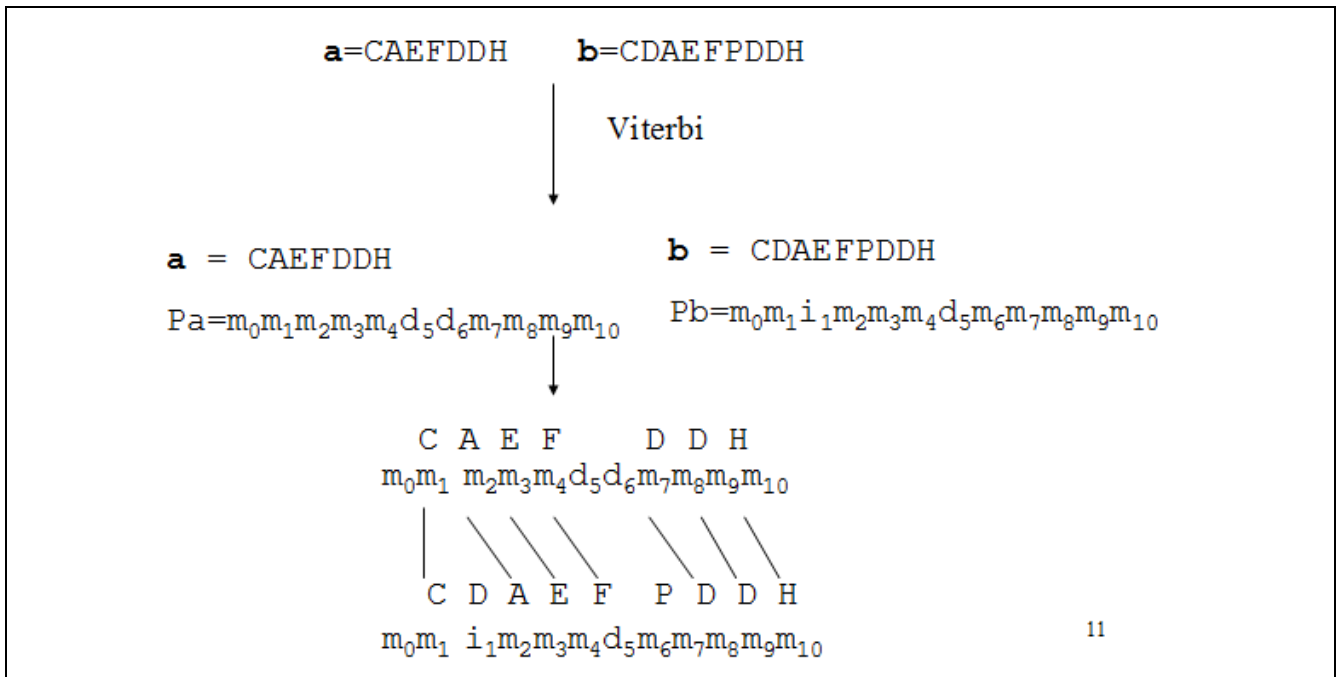 a=CAEFDDH b=CDAEFPDDH
Viterbi
a = CAEFDDH
b = CDAEFPDDH
Pa=m₀m₁m₂m₃m₄d₅d₆m₇m₈m₉m₁₀
Pb=m₀m₁i₁m₂m₃m₄d₅m₆m₇m₈m₉m₁₀
C A E F D D H
m₀m₁ m₂m₃m₄d₅d₆m₇m₈m₉m₁₀
C D A E F P D D H
m₀m₁ i₁m₂m₃m₄d₅m₆m₇m₈m₉m₁₀
11